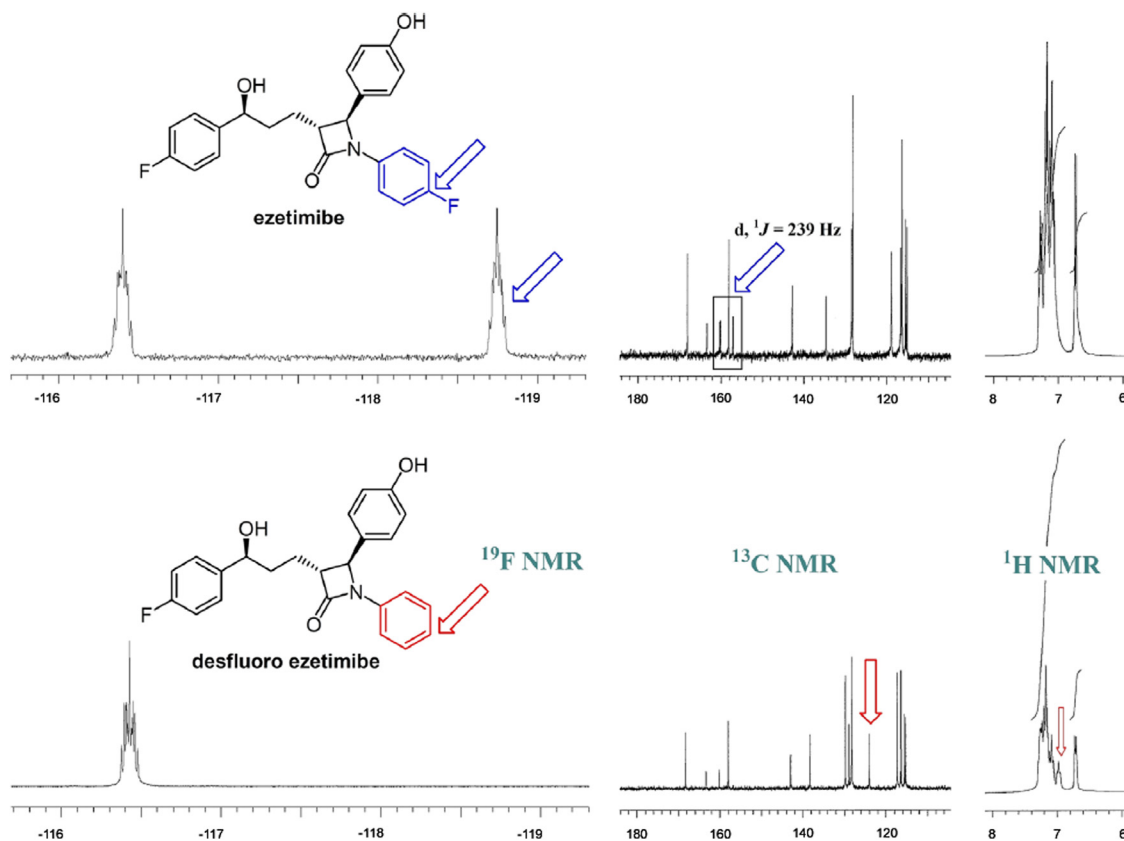 OH
OH
F
N
O
F
ezetimibe
d, ¹J = 239 Hz
-116 -117 -118 -119
180 160 140 120
8 7 6
OH
OH
F
N
O
desfluoro ezetimibe
¹⁹F NMR
¹³C NMR
¹H NMR
-116 -117 -118 -119
180 160 140 120
8 7 6